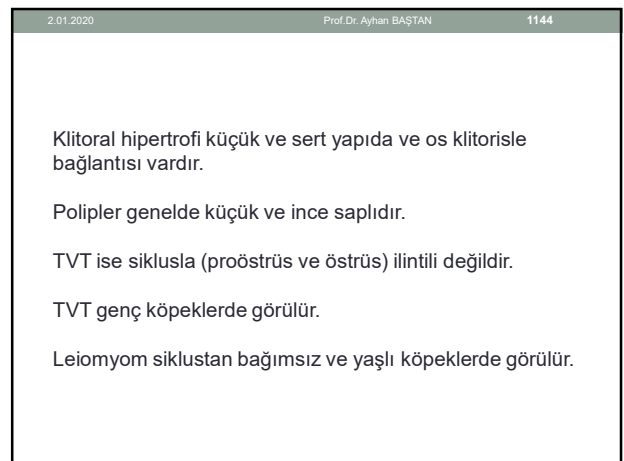 2.01.2020 Prof.Dr. Ayhan BAŞTAN 1144
Klitoral hipertrofi küçük ve sert yapıda ve os klitorisle
bağlantısı vardır.
Polipler genelde küçük ve ince saplıdır.
TVT ise siklusla (proöstrüs ve östrüs) ilintili değildir.
TVT genç köpeklerde görülür.
Leiomyom siklustan bağımsız ve yaşlı köpeklerde görülür.